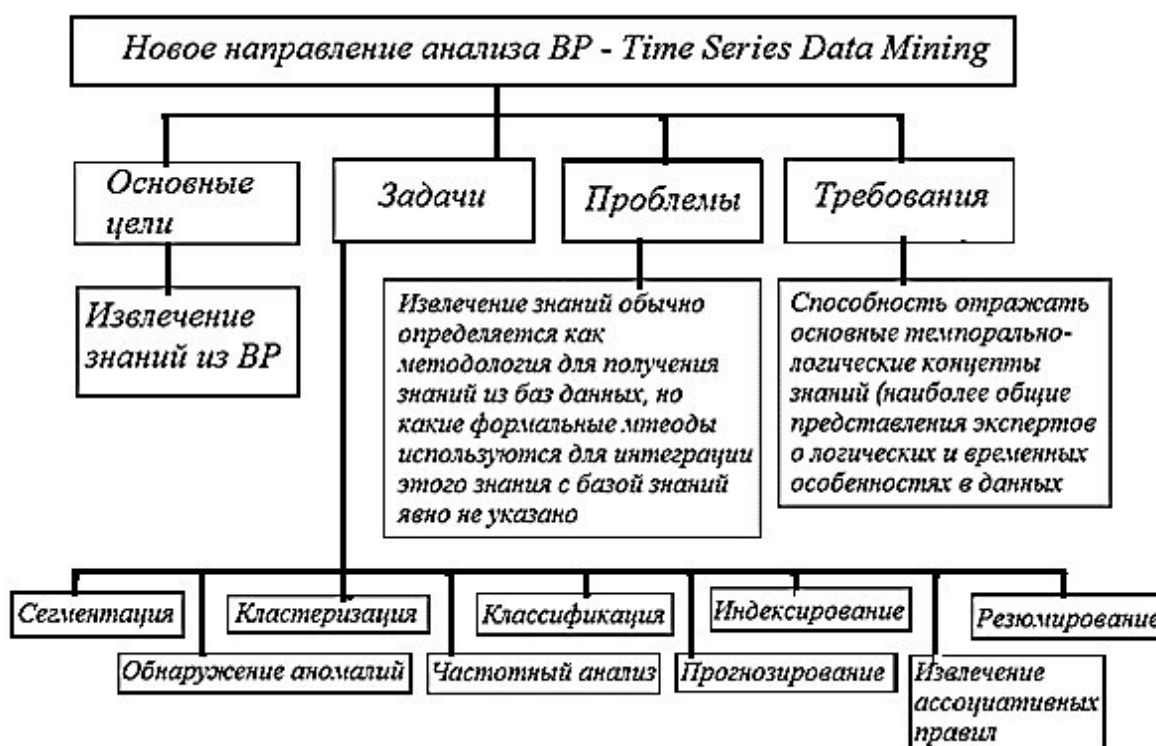 Новое направление анализа ВР - Time Series Data Mining
Основные
цели
Задачи
Проблемы
Требования
Извлечение
знаний из ВР
Извлечение знаний обычно
определяется как
методология для получения
знаний из баз данных, но
какие формальные мтеоды
используются для интеграции
этого знания с базой знаний
явно не указано
Способность отражать
основные темпорально-
логические концепты
знаний (наиболее общие
представления экспертов
о логических и временных
особенностях в данных
Сегментация
Кластеризация
Классификация
Индексирование
Резюмирование
Обнаружение аномалий
Частотный анализ
Прогнозирование
Извлечение
ассоциативных
правил